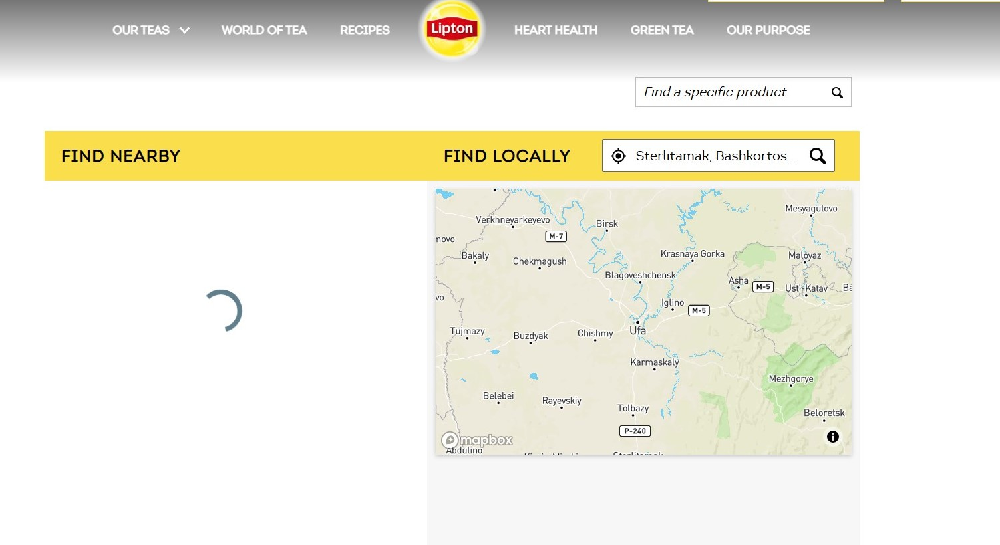 OUR TEAS
WORLD OF TEA
RECIPES
Lipton
HEART HEALTH
GREEN TEA
OUR PURPOSE
Find a specific product
FIND NEARBY
FIND LOCALLY
Sterlitamak, Bashkortos...
Mesyagutovo
Verkhneyarkeyevo
Birsk
M-7
movo
Bakaly
Chekmagush
Krasnaya Gorka
Maloyaz
Blagoveshchensk
Asha
M-5
Ust'-Katav
Ba
vo
Iglino
M-5
Tujmazy
Buzdyak
Chishmy
Ufa
Karmaskaly
Mezhgorye
Belebei
Rayevskiy
Tolbazy
Beloretsk
P-240
mapbox
Abdulino
Sterlitamak